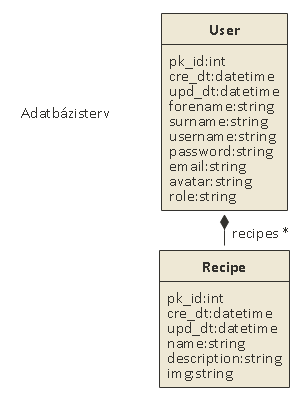 User
pk_id:int
cre_dt:datetime
upd_dt:datetime
forename:string
surname:string
username:string
password:string
email:string
avatar:string
role:string
Adatbázisterv
recipes *
Recipe
pk_id:int
cre_dt:datetime
upd_dt:datetime
name:string
description:string
img:string